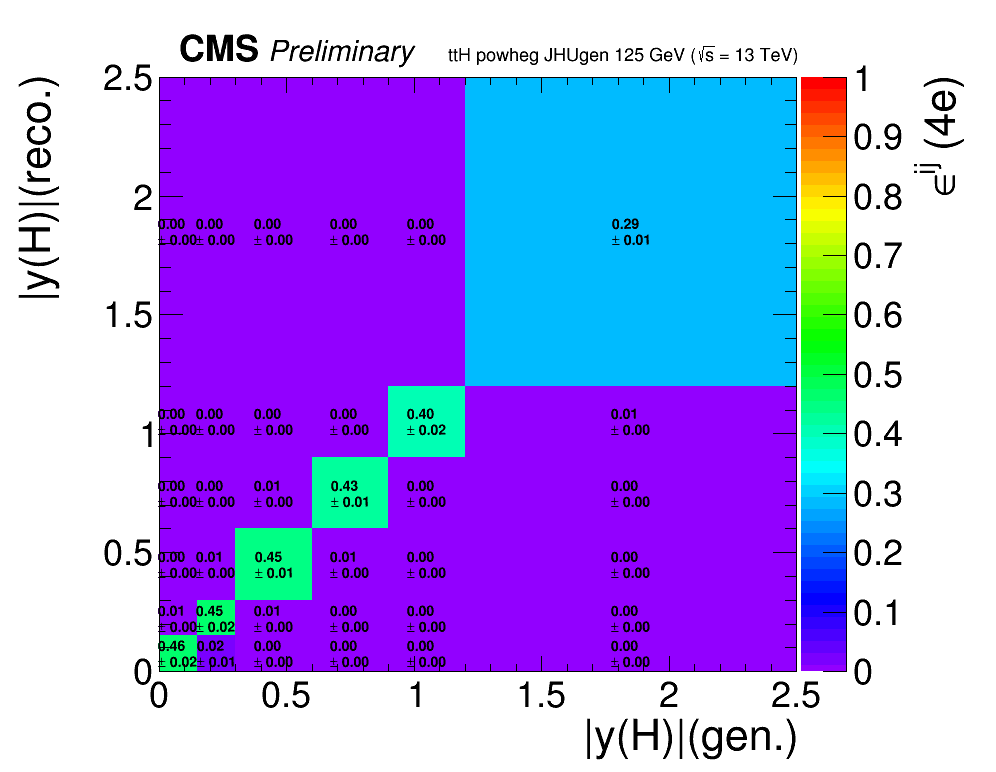 CMS Preliminary ttH powheg JHUgen 125 GeV (√s = 13 TeV)
|y(H)|(reco.)
2.5
2
1.5
1
0.5
0
0.00 0.00 0.00 0.00 0.00 0.29
± 0.00 ± 0.00 ± 0.00 ± 0.00 ± 0.00 ± 0.01
0.00 0.00 0.00 0.00 0.40 0.01
± 0.00 ± 0.00 ± 0.00 ± 0.00 ± 0.02 ± 0.00
0.00 0.00 0.01 0.43 0.00 0.00
± 0.00 ± 0.00 ± 0.00 ± 0.01 ± 0.00 ± 0.00
0.00 0.01 0.45 0.01 0.00 0.00
± 0.00 ± 0.00 ± 0.01 ± 0.00 ± 0.00 ± 0.00
0.01 0.45 0.01 0.00 0.00 0.00
± 0.00 ± 0.02 ± 0.00 ± 0.00 ± 0.00 ± 0.00
0.46 0.02 0.00 0.00 0.00 0.00
± 0.02 ± 0.01 ± 0.00 ± 0.00 ± 0.00 ± 0.00
0 0.5 1 1.5 2 2.5
|y(H)|(gen.)
1
0.9
0.8
0.7
0.6
0.5
0.4
0.3
0.2
0.1
0
∈ij (4e)